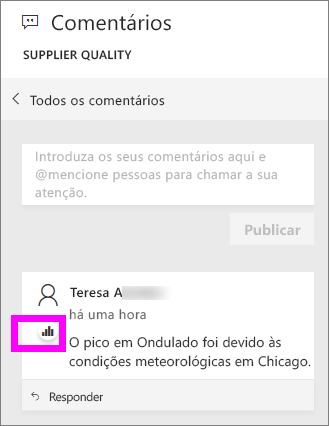 Comentários
SUPPLIER QUALITY
Todos os comentários
Introduza os seus comentários aqui e
@mencione pessoas para chamar a sua
atenção.
Publicar
Teresa A
há uma hora
O pico em Ondulado foi devido às
condições meteorológicas em Chicago.
Responder